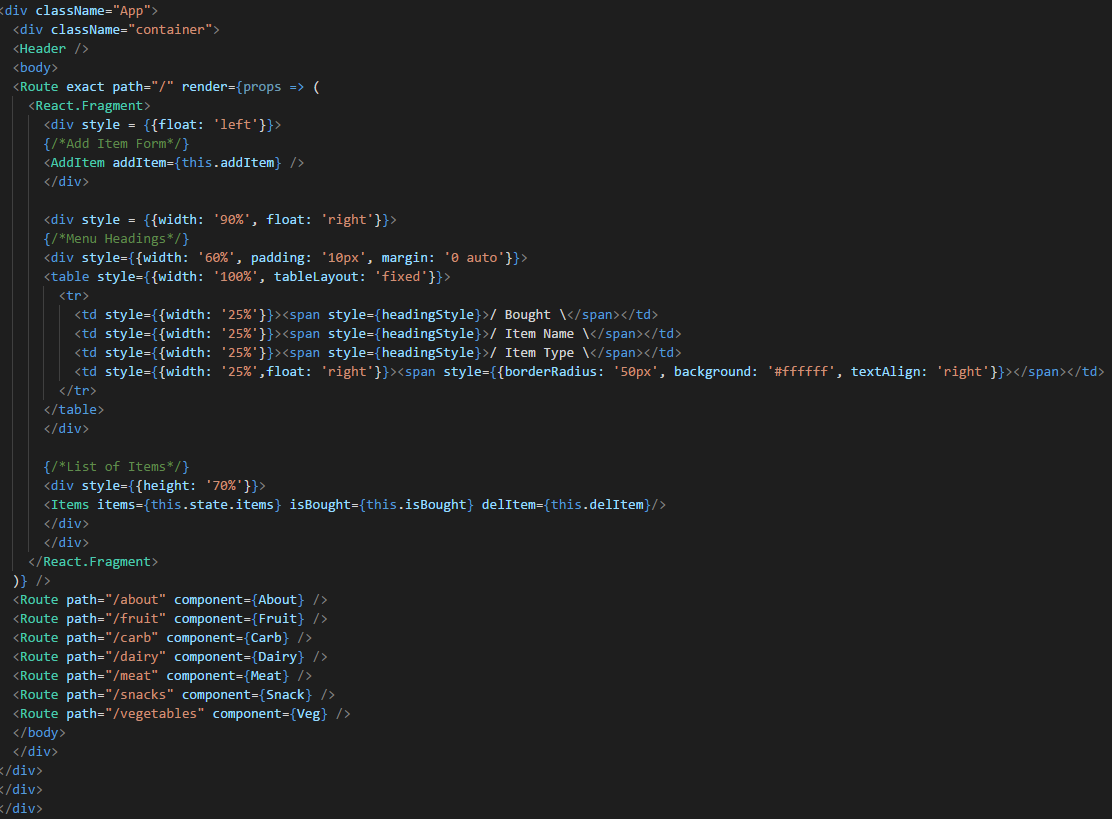 <div className="App">
<div className="container">
<Header />
<body>
<Route exact path="/" render={props => (
<React.Fragment>
<div style = {{float: 'left'}}>
{/*Add Item Form*/}
<AddItem addItem={this.addItem} />
</div>
<div style = {{width: '90%', float: 'right'}}>
{/*Menu Headings*/}
<div style={{width: '60%', padding: '10px', margin: '0 auto'}}>
<table style={{width: '100%', tableLayout: 'fixed'}}>
<tr>
<td style={{width: '25%'}}><span style={headingStyle}>/ Bought \</span></td>
<td style={{width: '25%'}}><span style={headingStyle}>/ Item Name \</span></td>
<td style={{width: '25%'}}><span style={headingStyle}>/ Item Type \</span></td>
<td style={{width: '25%',float: 'right'}}><span style={{borderRadius: '50px', background: '#ffffff', textAlign: 'right'}}></span></td>
</tr>
</table>
</div>
{/*List of Items*/}
<div style={{height: '70%'}}>
<Items items={this.state.items} isBought={this.isBought} delItem={this.delItem}/>
</div>
</div>
</React.Fragment>
)} />
<Route path="/about" component={About} />
<Route path="/fruit" component={Fruit} />
<Route path="/carb" component={Carb} />
<Route path="/dairy" component={Dairy} />
<Route path="/meat" component={Meat} />
<Route path="/snacks" component={Snack} />
<Route path="/vegetables" component={Veg} />
</body>
</div>
</div>
</div>
</div>